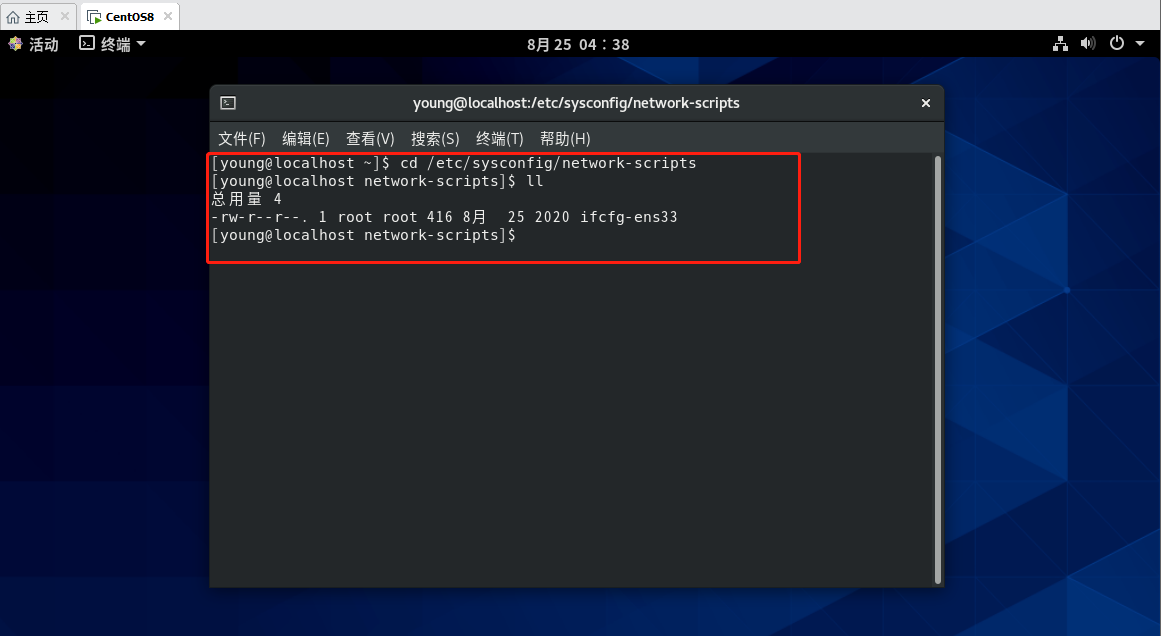 主页 CentOS8
活动 终端 8月25 04：38
young@localhost:/etc/sysconfig/network-scripts
文件(F) 编辑(E) 查看(V) 搜索(S) 终端(T) 帮助(H)
[young@localhost ~]$ cd /etc/sysconfig/network-scripts
[young@localhost network-scripts]$ ll
总用量 4
-rw-r--r--. 1 root root 416 8月  25 2020 ifcfg-ens33
[young@localhost network-scripts]$